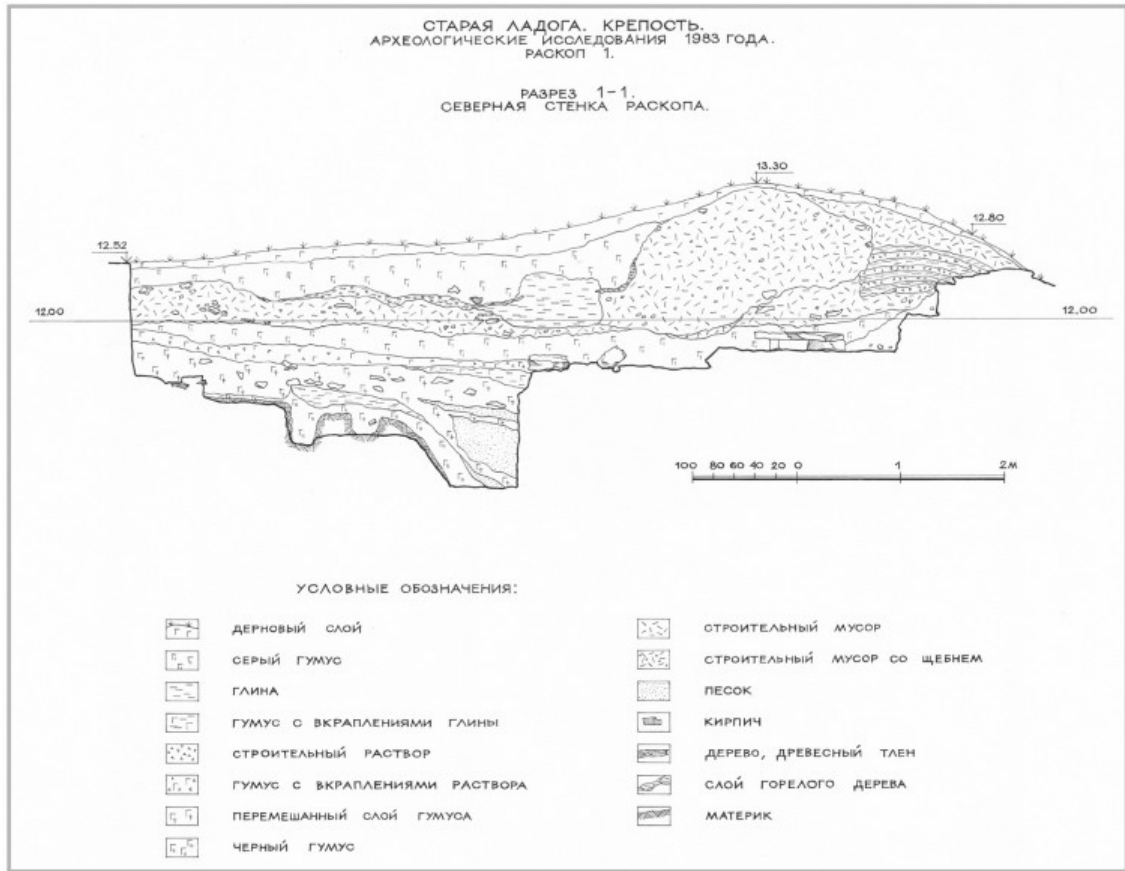 СТАРАЯ ЛАДОГА. КРЕПОСТЬ.
АРХЕОЛОГИЧЕСКИЕ ИССЛЕДОВАНИЯ 1983 ГОДА.
РАСКОП 1.
РАЗРЕЗ 1-1.
СЕВЕРНАЯ СТЕНКА РАСКОПА.
13.30
12.80
12.52
12.00
12.00
100 80 60 40 20 0 1 2м
УСЛОВНЫЕ ОБОЗНАЧЕНИЯ:
ДЕРНОВЫЙ СЛОЙ
СЕРЫЙ ГУМУС
ГЛИНА
ГУМУС С ВКРАПЛЕНИЯМИ ГЛИНЫ
СТРОИТЕЛЬНЫЙ РАСТВОР
ГУМУС С ВКРАПЛЕНИЯМИ РАСТВОРА
ПЕРЕМЕШАННЫЙ СЛОЙ ГУМУСА
ЧЕРНЫЙ ГУМУС
СТРОИТЕЛЬНЫЙ МУСОР
СТРОИТЕЛЬНЫЙ МУСОР СО ЩЕБНЕМ
ПЕСОК
КИРПИЧ
ДЕРЕВО, ДРЕВЕСНЫЙ ТЛЕН
СЛОЙ ГОРЕЛОГО ДЕРЕВА
МАТЕРИК